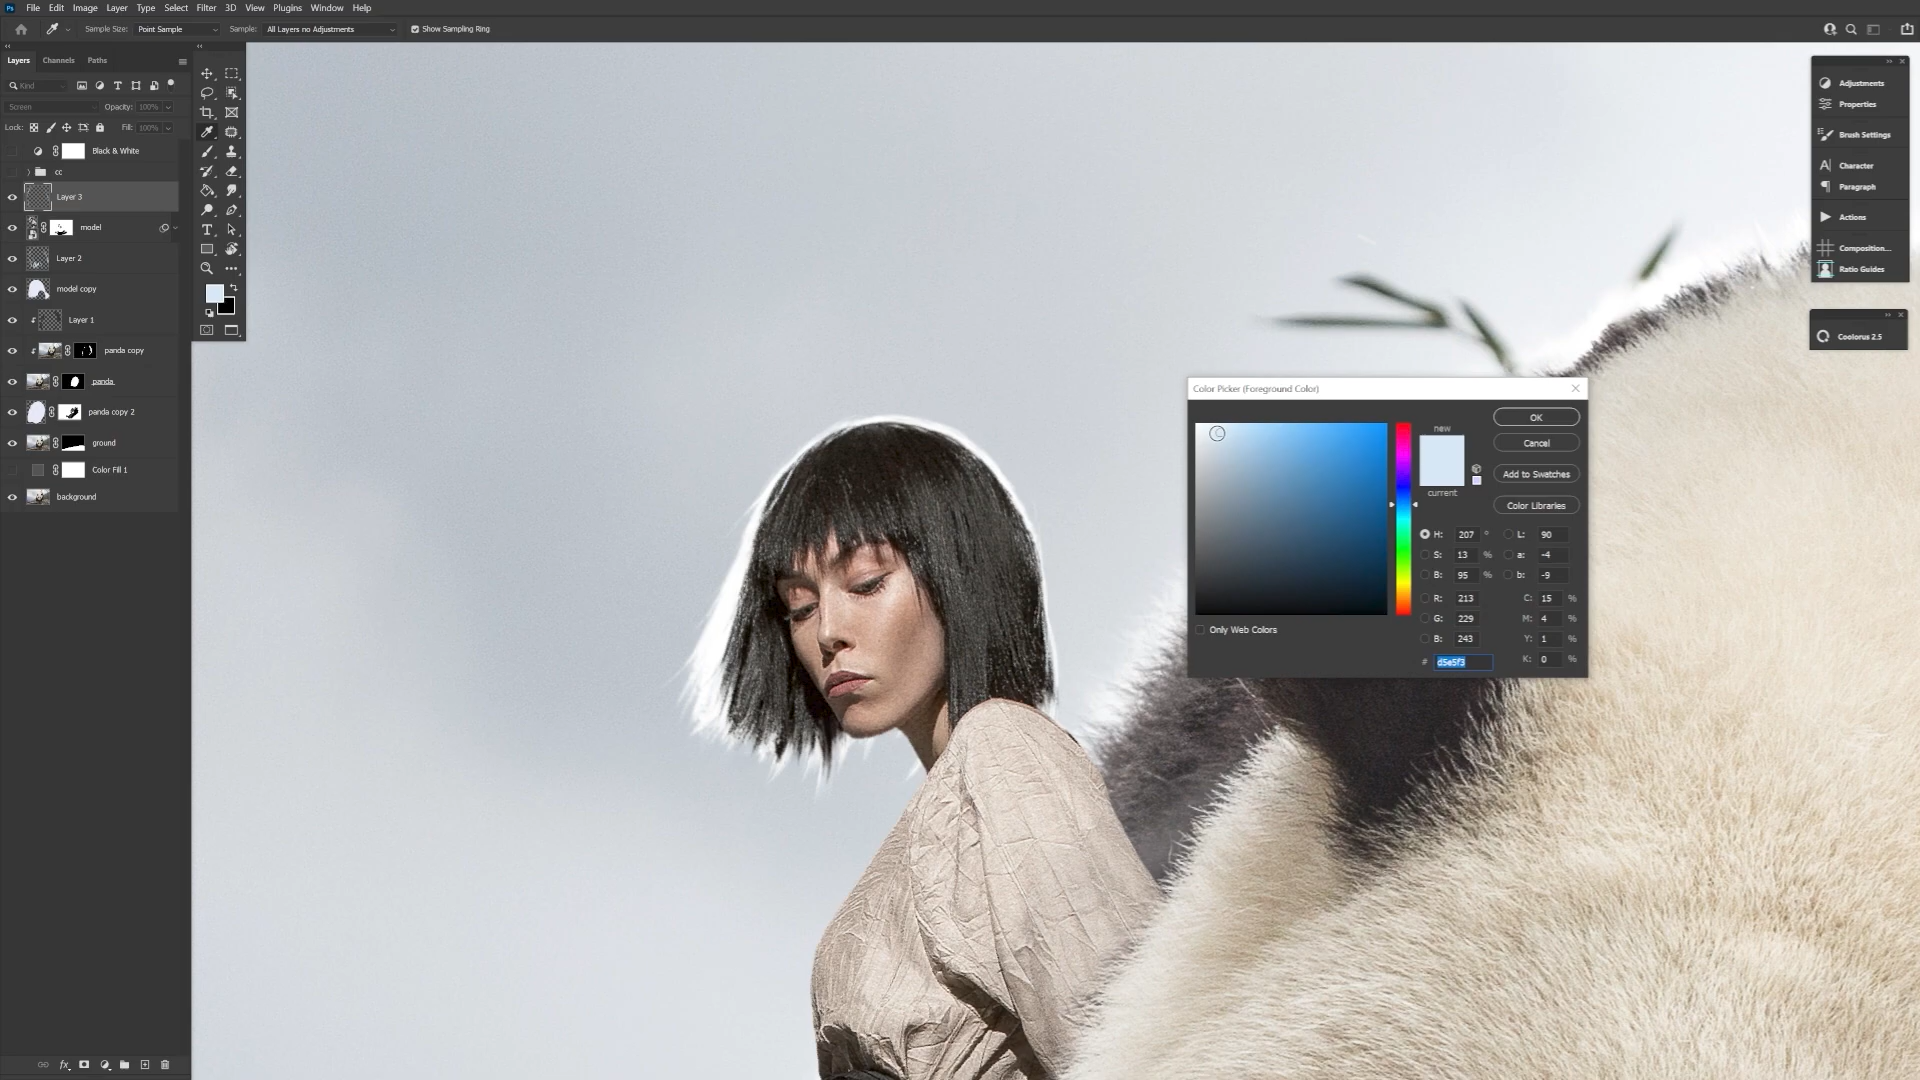 Ps File Edit Image Layer Type Select Filter 3D View Plugins Window Help
Sample Size: Point Sample Sample: All Layers no Adjustments Show Sampling Ring
Layers Channels Paths
Kind
Screen Opacity: 100%
Lock: Fill: 100%
Black & White
cc
Layer 3
model
Layer 2
model copy
Layer 1
panda copy
panda
panda copy 2
ground
Color Fill 1
background
fx
Adjustments
Properties
Brush Settings
Character
Paragraph
Actions
Composition...
Ratio Guides
Coolorus 2.5
Color Picker (Foreground Color)
new
current
OK
Cancel
Add to Swatches
Color Libraries
H: 207 ° L: 90
S: 13 % a: -4
B: 95 % b: -9
R: 213 C: 15 %
G: 229 M: 4 %
B: 243 Y: 1 %
# d5e5f3 K: 0 %
Only Web Colors